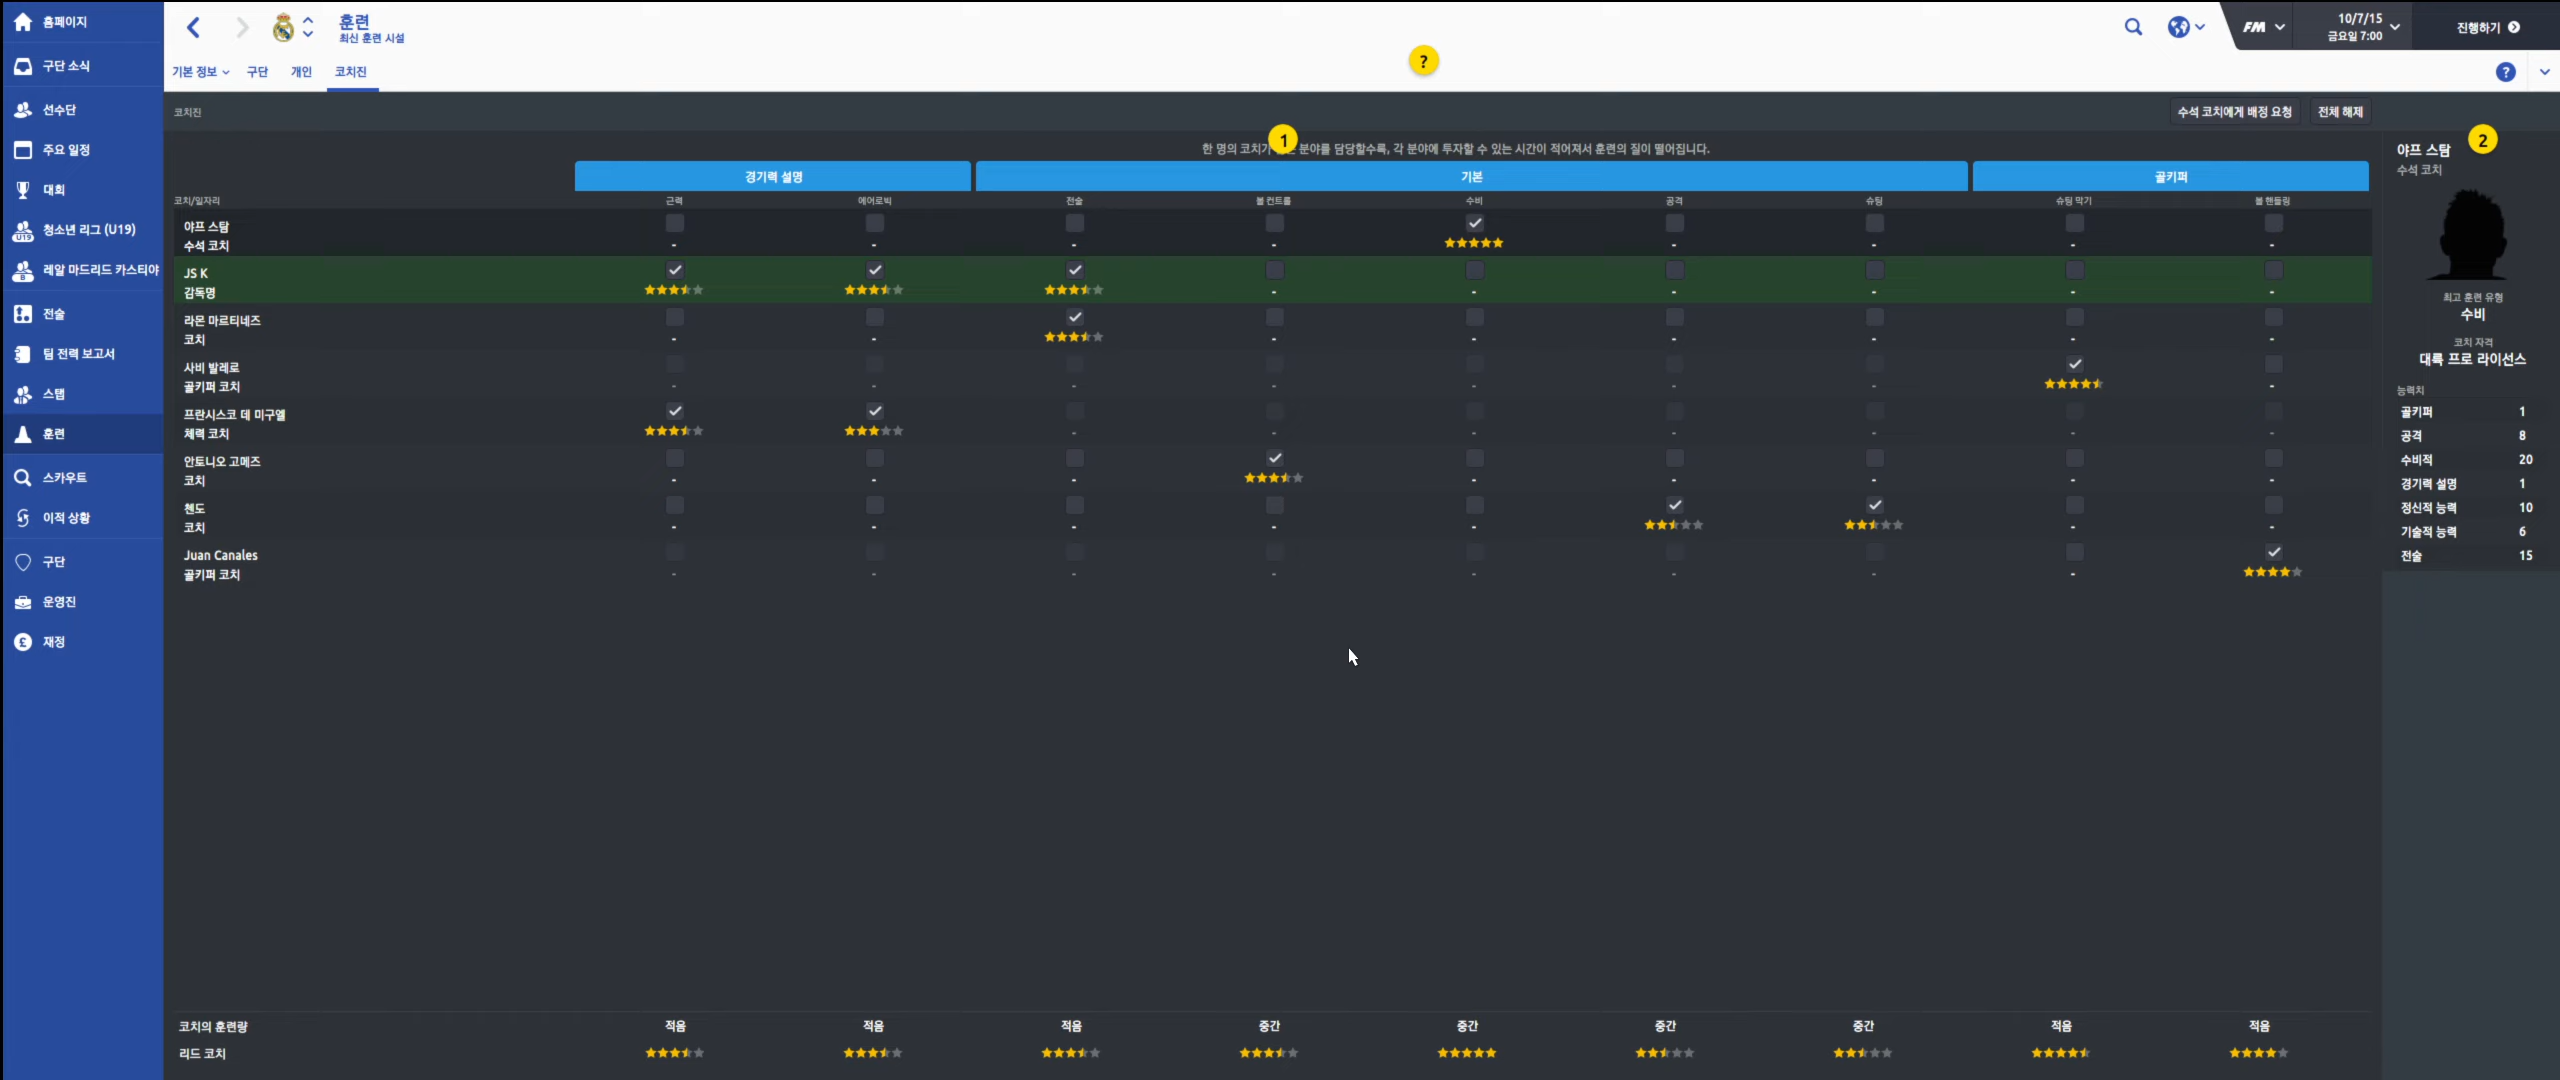 홈페이지
구단 소식
선수단
주요 일정
대회
청소년 리그 (U19)
레알 마드리드 카스티야
전술
팀 전력 보고서
스탭
훈련
스카우트
이적 상황
구단
운영진
재정
훈련
최신 훈련 시설
FM
10/7/15
금요일 7:00
진행하기
기본 정보
구단
개인
코치진
?
?
코치진
수석 코치에게 배정 요청
전체 해제
1
한 명의 코치가 분야를 담당할수록, 각 분야에 투자할 수 있는 시간이 적어져서 훈련의 질이 떨어집니다.
경기력 설명 기본 골키퍼
코치/일자리 근력 에어로빅 전술 볼 컨트롤 수비 공격 슈팅 슈팅 막기 볼 핸들링
야프 스탐
수석 코치 - - - - - - - -
JS K
감독명 - - - - - -
라몬 마르티네즈
코치 - - - - - - - -
사비 발레로
골키퍼 코치 - - - - - - - -
프란시스코 데 미구엘
체력 코치 - - - - - - -
안토니오 고메즈
코치 - - - - - - - -
첸도
코치 - - - - - - -
Juan Canales
골키퍼 코치 - - - - - - - -
코치의 훈련량 적음 적음 적음 중간 중간 중간 중간 적음 적음
리드 코치
2
야프 스탐
수석 코치
최고 훈련 유형
수비
코치 자격
대륙 프로 라이선스
능력치
골키퍼 1
공격 8
수비적 20
경기력 설명 1
정신적 능력 10
기술적 능력 6
전술 15